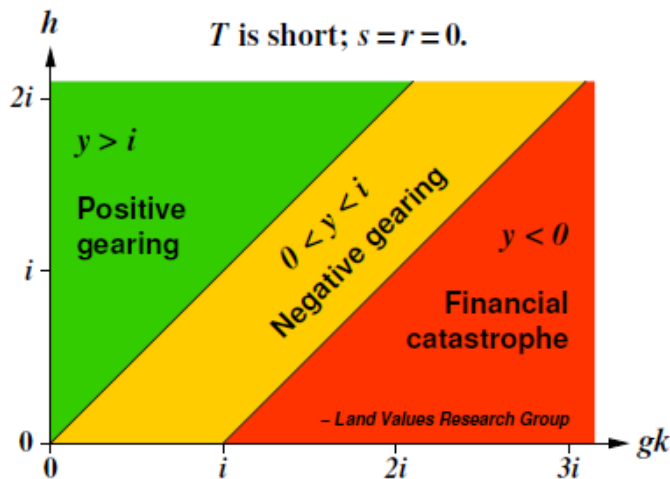 h
T is short; s = r = 0.
2i
y > i
Positive
gearing
0 < y < i
Negative gearing
y < 0
i
Financial
catastrophe
– Land Values Research Group
0
gk
0
i
2i
3i